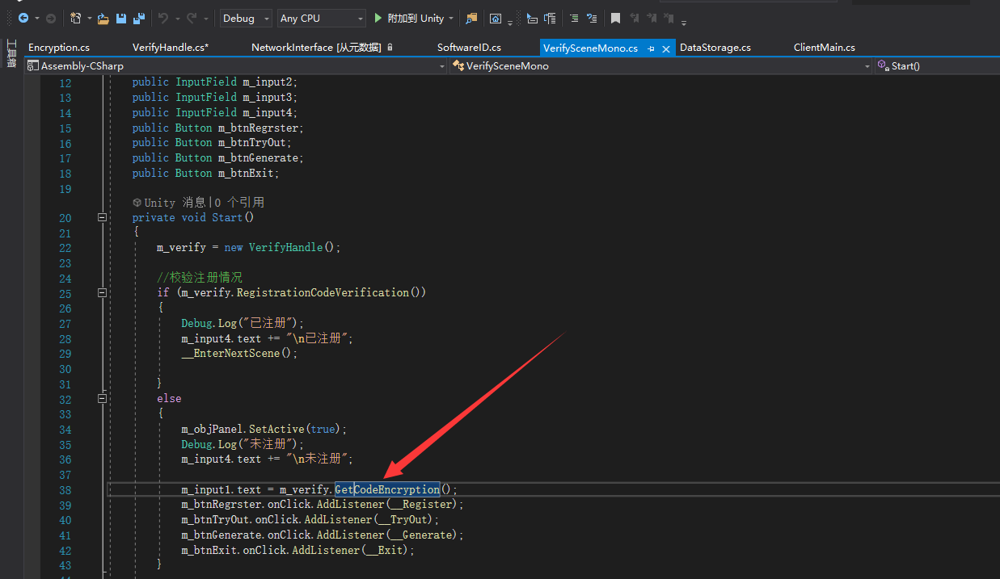 Debug Any CPU 附加到 Unity
工具箱
Encryption.cs VerifyHandle.cs* NetworkInterface [从元数据] SoftwareID.cs VerifySceneMono.cs DataStorage.cs ClientMain.cs
Assembly-CSharp VerifySceneMono Start()
12 public InputField m_input2;
13 public InputField m_input3;
14 public InputField m_input4;
15 public Button m_btnRegrster;
16 public Button m_btnTryOut;
17 public Button m_btnGenerate;
18 public Button m_btnExit;
19
Unity 消息|0 个引用
20 private void Start()
21 {
22 m_verify = new VerifyHandle();
23
24 //校验注册情况
25 if (m_verify.RegistrationCodeVerification())
26 {
27 Debug.Log("已注册");
28 m_input4.text += "\n已注册";
29 __EnterNextScene();
30
31 }
32 else
33 {
34 m_objPanel.SetActive(true);
35 Debug.Log("未注册");
36 m_input4.text += "\n未注册";
37
38 m_input1.text = m_verify.GetCodeEncryption();
39 m_btnRegrster.onClick.AddListener(__Register);
40 m_btnTryOut.onClick.AddListener(__TryOut);
41 m_btnGenerate.onClick.AddListener(__Generate);
42 m_btnExit.onClick.AddListener(__Exit);
43 }